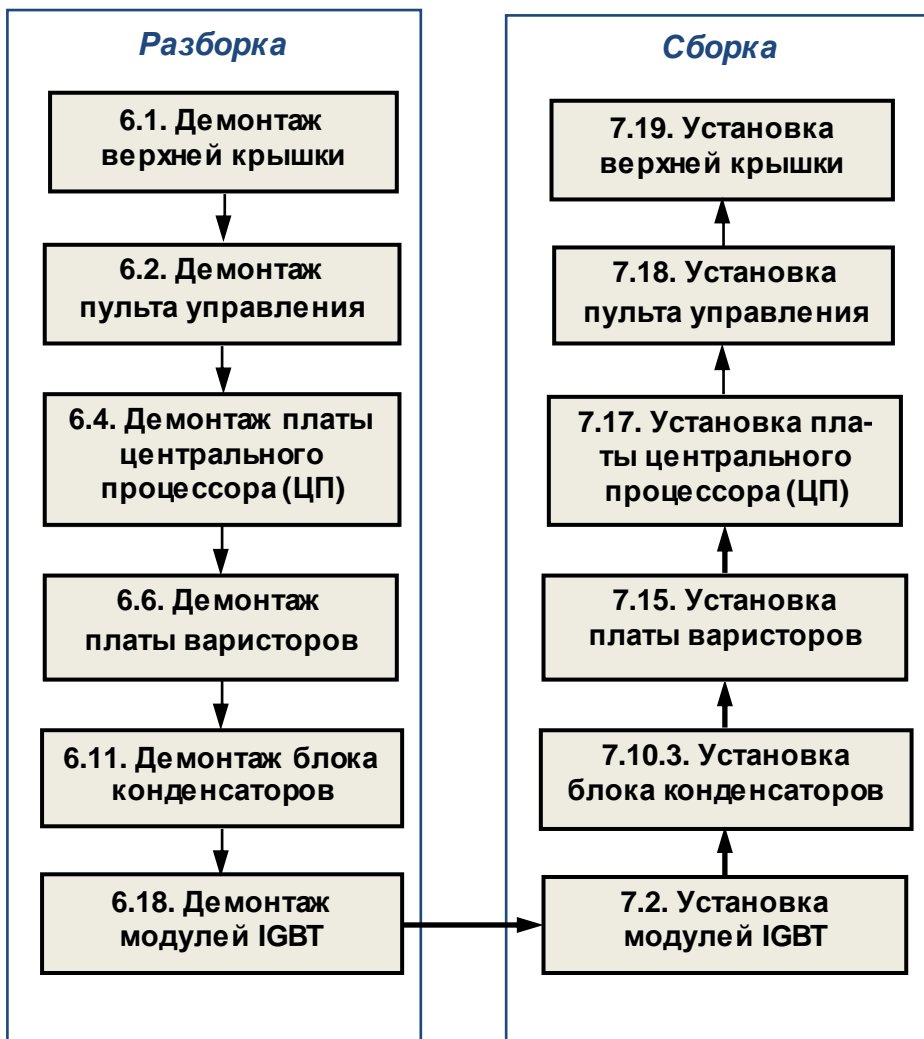 Разборка
6.1. Демонтаж
верхней крышки
6.2. Демонтаж
пульта управления
6.4. Демонтаж платы
центрального
процессора (ЦП)
6.6. Демонтаж
платы варисторов
6.11. Демонтаж блока
конденсаторов
6.18. Демонтаж
модулей IGBT
Сборка
7.19. Установка
верхней крышки
7.18. Установка
пульта управления
7.17. Установка пла-
ты центрального
процессора (ЦП)
7.15. Установка
платы варисторов
7.10.3. Установка
блока конденсаторов
7.2. Установка
модулей IGBT